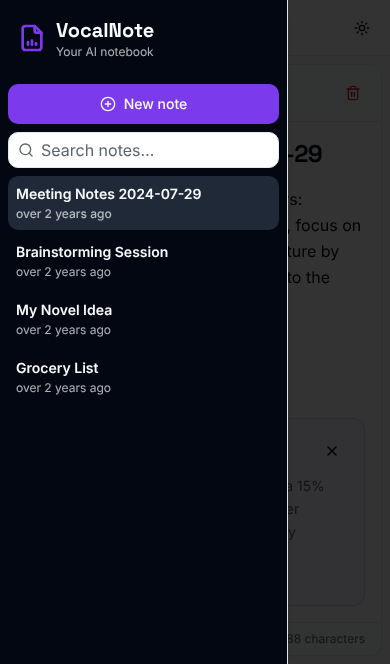 VocalNote
Your AI notebook
New note
Search notes...
Meeting Notes 2024-07-29
over 2 years ago
Brainstorming Session
over 2 years ago
My Novel Idea
over 2 years ago
Grocery List
over 2 years ago
-29
s:
, focus on
ture by
to the
a 15%
er
y
88 characters